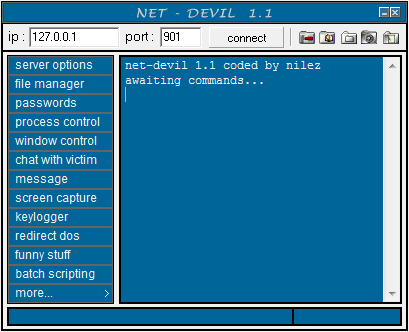 NET - DEVIL 1.1
ip : 127.0.0.1 port : 901 connect
server options
file manager
passwords
process control
window control
chat with victim
message
screen capture
keylogger
redirect dos
funny stuff
batch scripting
more... >
net-devil 1.1 coded by nilez
awaiting commands...